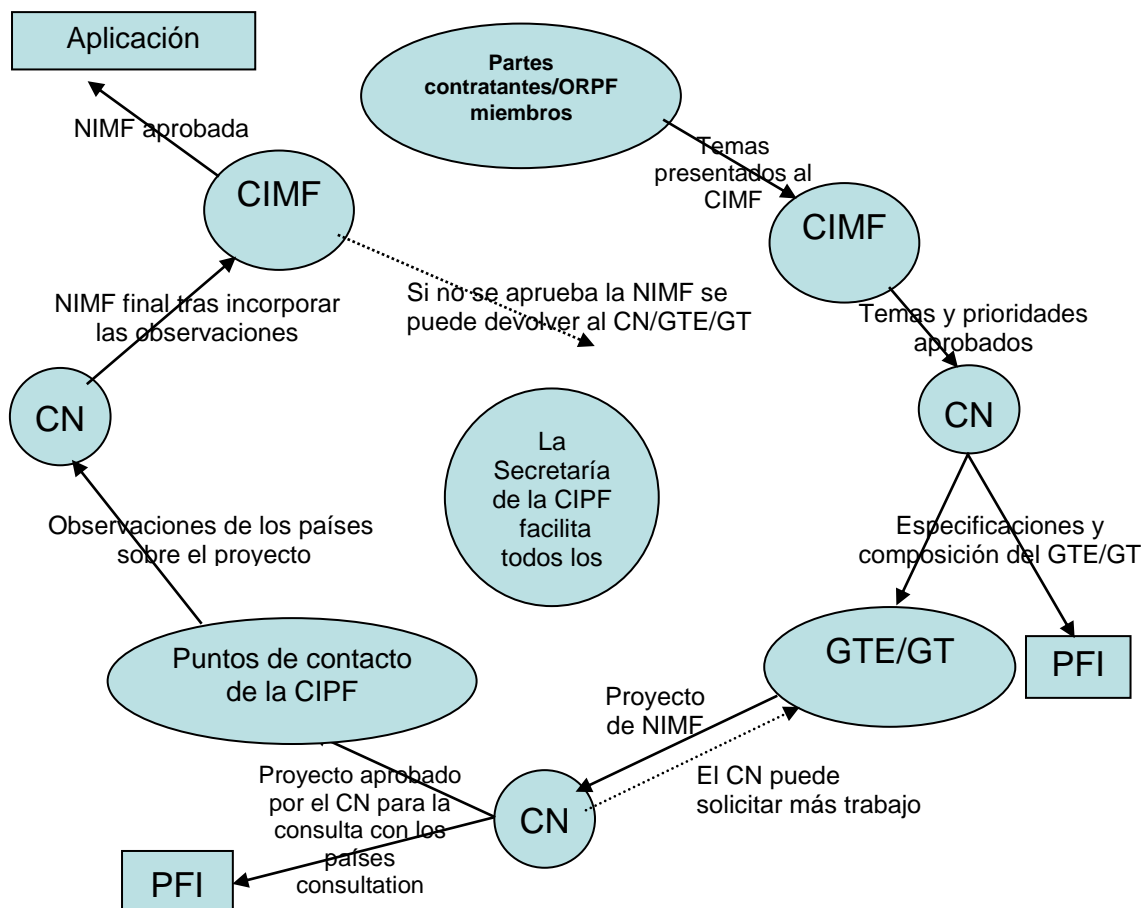 Aplicación
Partes
contratantes/ORPF
miembros
NIMF aprobada
Temas
presentados al
CIMF
CIMF
CIMF
NIMF final tras incorporar
las observaciones
Si no se aprueba la NIMF se
puede devolver al CN/GTE/GT
Temas y prioridades
aprobados
CN
CN
La
Secretaría
de la CIPF
facilita
todos los
Observaciones de los países
sobre el proyecto
Especificaciones y
composición del GTE/GT
Puntos de contacto
de la CIPF
GTE/GT
PFI
Proyecto
de NIMF
El CN puede
solicitar más trabajo
Proyecto aprobado
por el CN para la
consulta con los
países
consultation
CN
PFI